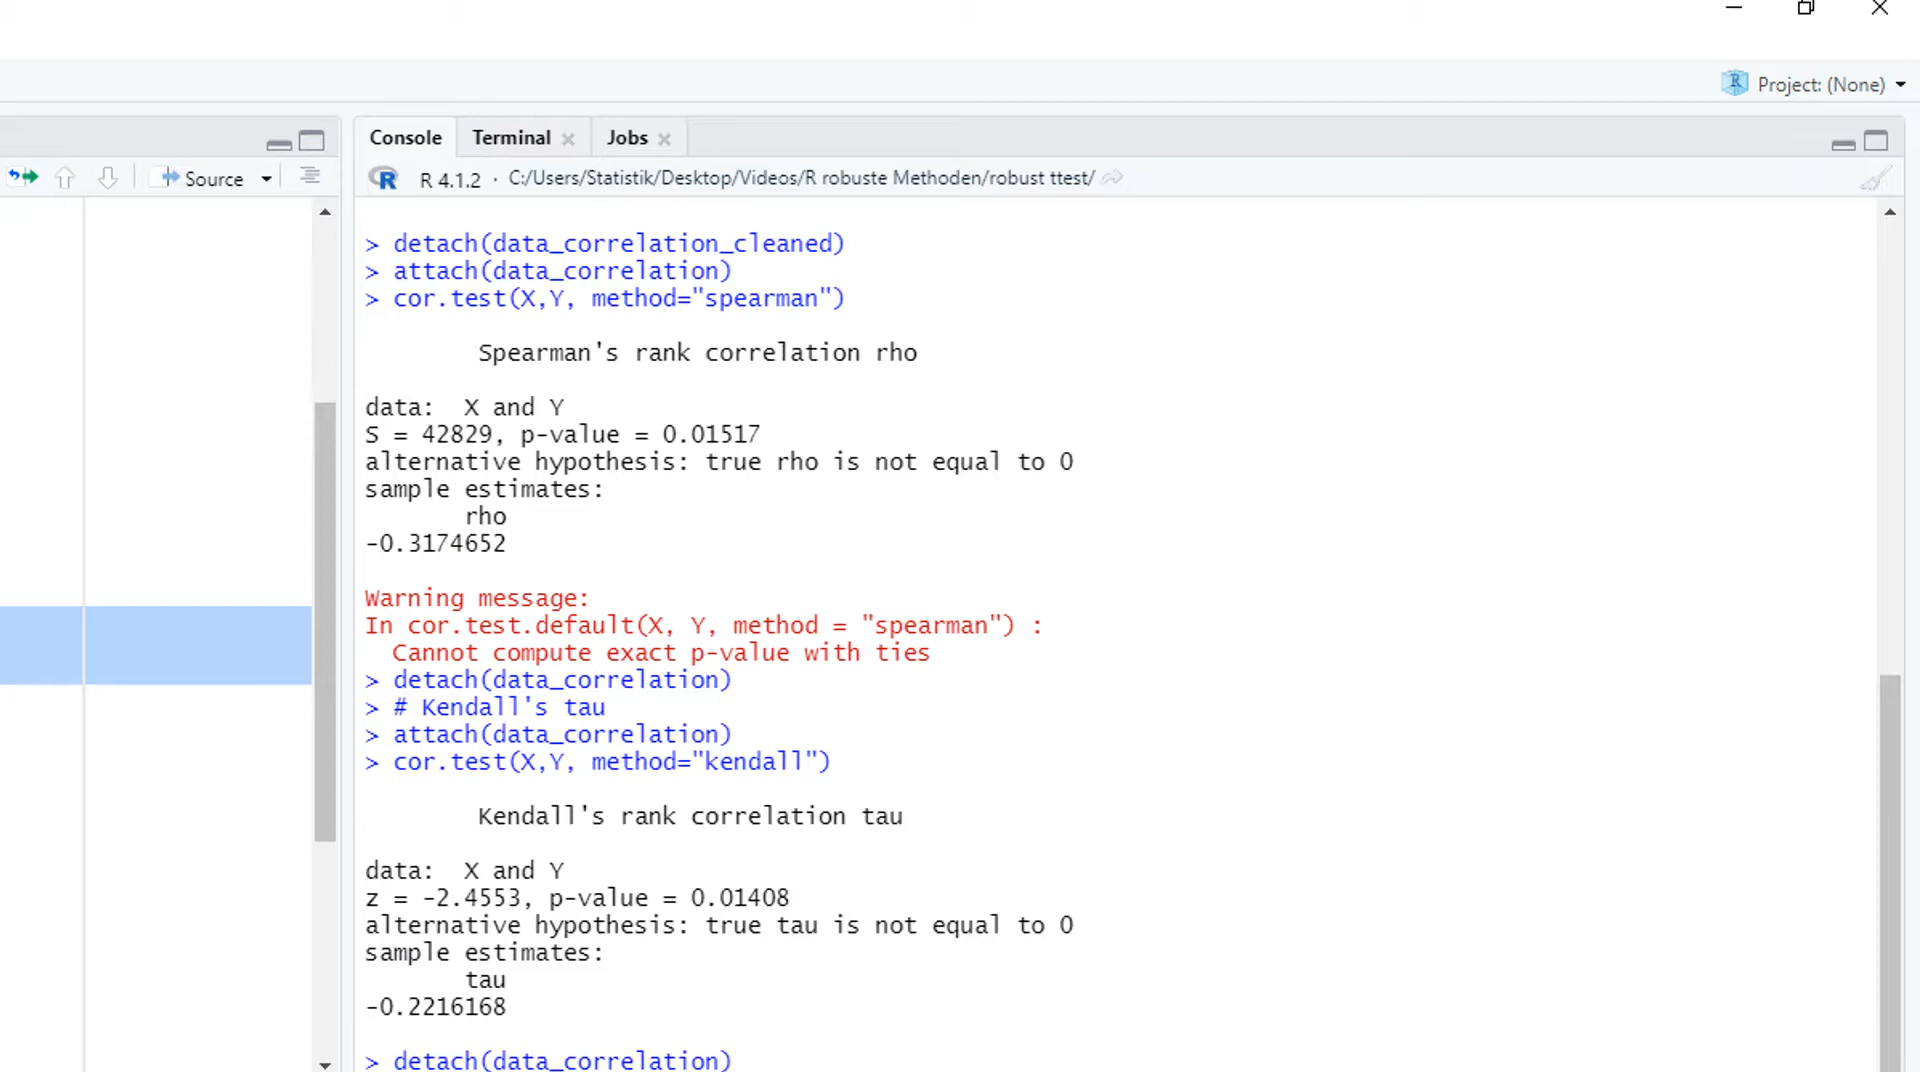 Project: (None)
Console Terminal Jobs
Source
R 4.1.2 · C:/Users/Statistik/Desktop/Videos/R robuste Methoden/robust ttest/
> detach(data_correlation_cleaned)
> attach(data_correlation)
> cor.test(X,Y, method="spearman")
Spearman's rank correlation rho
data:  X and Y
S = 42829, p-value = 0.01517
alternative hypothesis: true rho is not equal to 0
sample estimates:
rho
-0.3174652
Warning message:
In cor.test.default(X, Y, method = "spearman") :
Cannot compute exact p-value with ties
> detach(data_correlation)
> # Kendall's tau
> attach(data_correlation)
> cor.test(X,Y, method="kendall")
Kendall's rank correlation tau
data:  X and Y
z = -2.4553, p-value = 0.01408
alternative hypothesis: true tau is not equal to 0
sample estimates:
tau
-0.2216168
> detach(data_correlation)